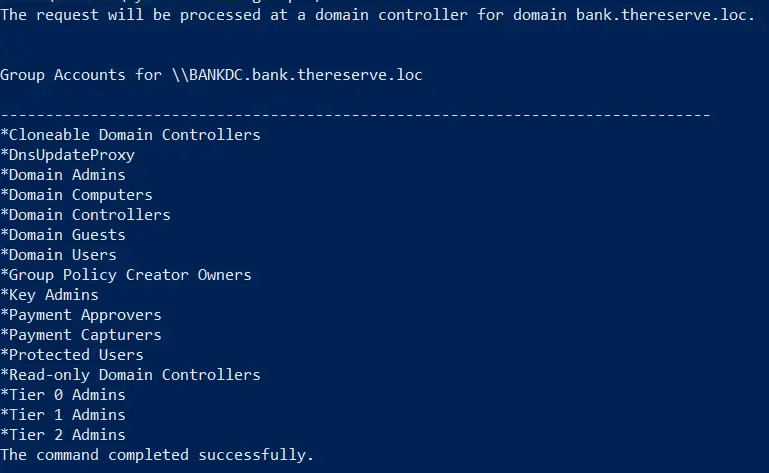 The request will be processed at a domain controller for domain bank.thereserve.loc.
Group Accounts for \\BANKDC.bank.thereserve.loc
-------------------------------------------------------------------------------
*Cloneable Domain Controllers
*DnsUpdateProxy
*Domain Admins
*Domain Computers
*Domain Controllers
*Domain Guests
*Domain Users
*Group Policy Creator Owners
*Key Admins
*Payment Approvers
*Payment Capturers
*Protected Users
*Read-only Domain Controllers
*Tier 0 Admins
*Tier 1 Admins
*Tier 2 Admins
The command completed successfully.